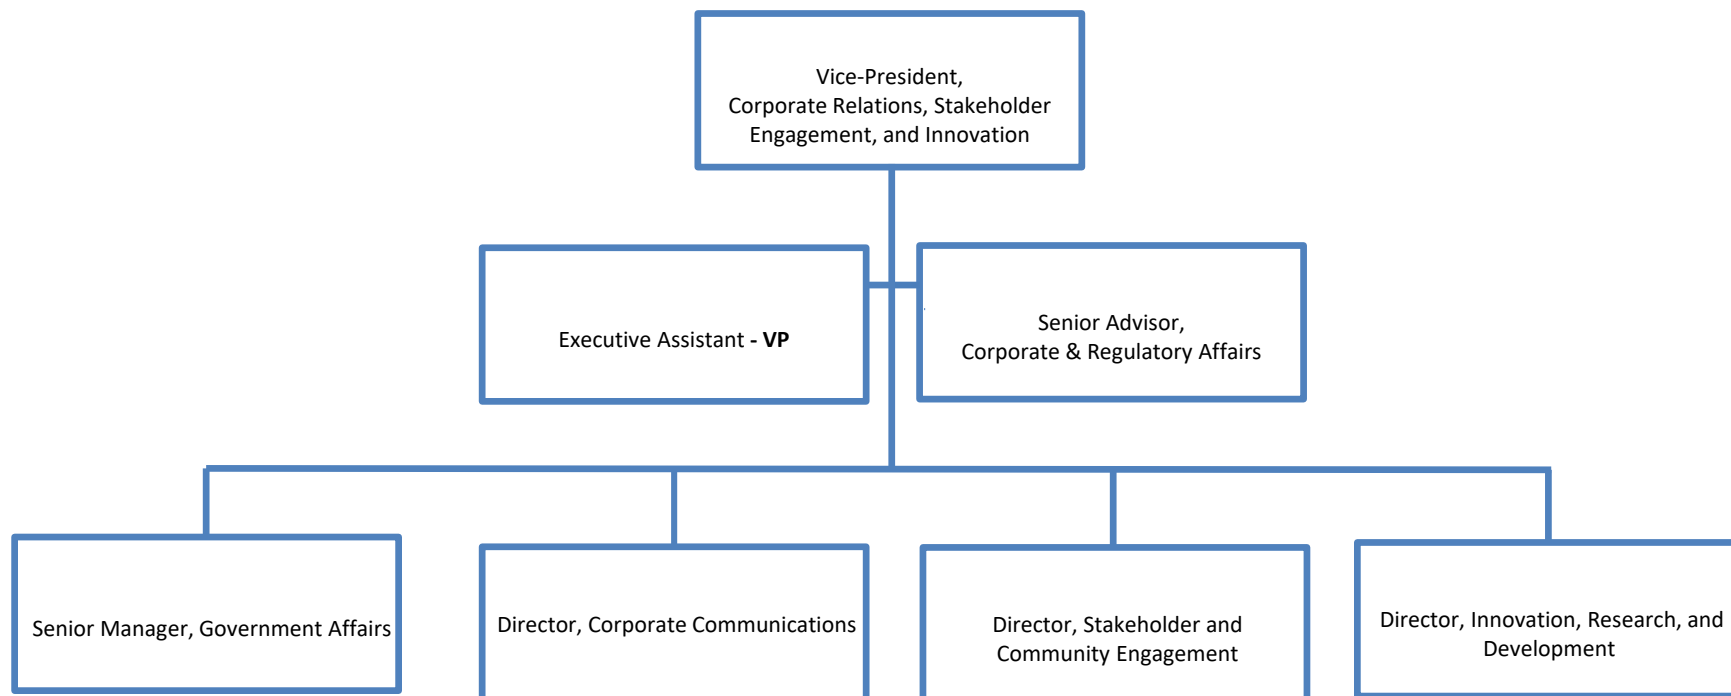 Vice-President,
Corporate Relations, Stakeholder
Engagement, and Innovation
Executive Assistant - VP
Senior Advisor,
Corporate & Regulatory Affairs
Senior Manager, Government Affairs
Director, Corporate Communications
Director, Stakeholder and
Community Engagement
Director, Innovation, Research, and
Development